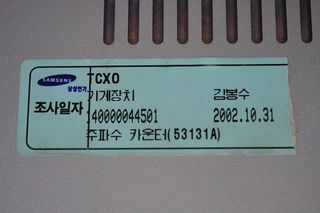 SAMSUNG TCXO
삼성전기
기계장치 김봉수
조사일자 140000044501 2002.10.31
주파수 카운터(53131A)